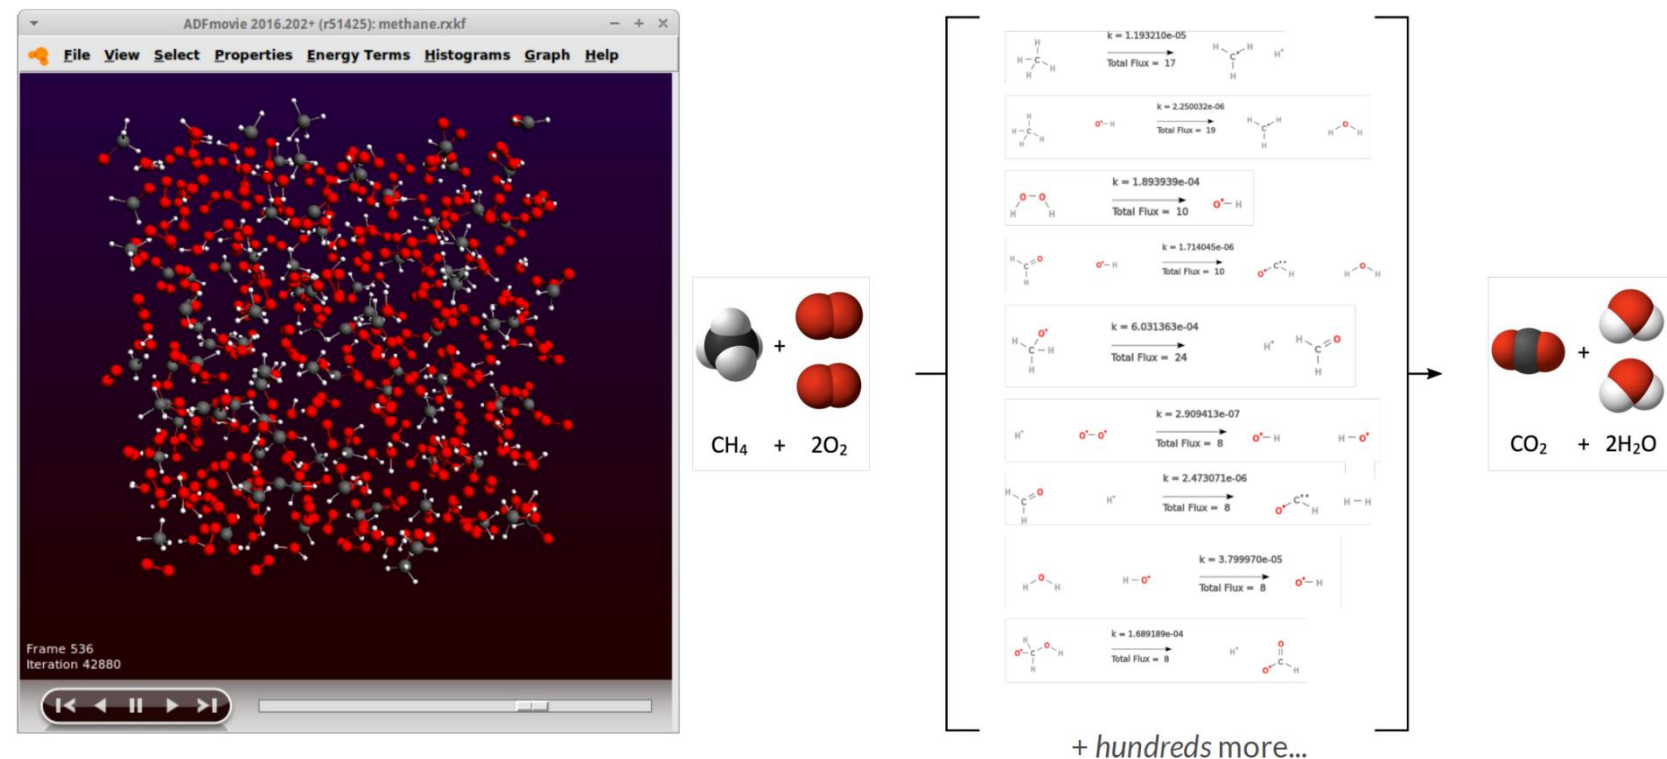 ADFmovie 2016.202+ (r51425): methane.rxkf
File View Select Properties Energy Terms Histograms Graph Help
Frame 536
Iteration 42880
CH₄ + 2O₂
k = 1.193210e-05
Total Flux = 17
k = 2.250032e-06
Total Flux = 19
k = 1.893939e-04
Total Flux = 10
k = 1.714045e-06
Total Flux = 10
k = 6.031363e-04
Total Flux = 24
k = 2.909413e-07
Total Flux = 8
k = 2.473071e-06
Total Flux = 8
k = 3.799970e-05
Total Flux = 8
k = 1.689189e-04
Total Flux = 8
+ hundreds more...
CO₂ + 2H₂O